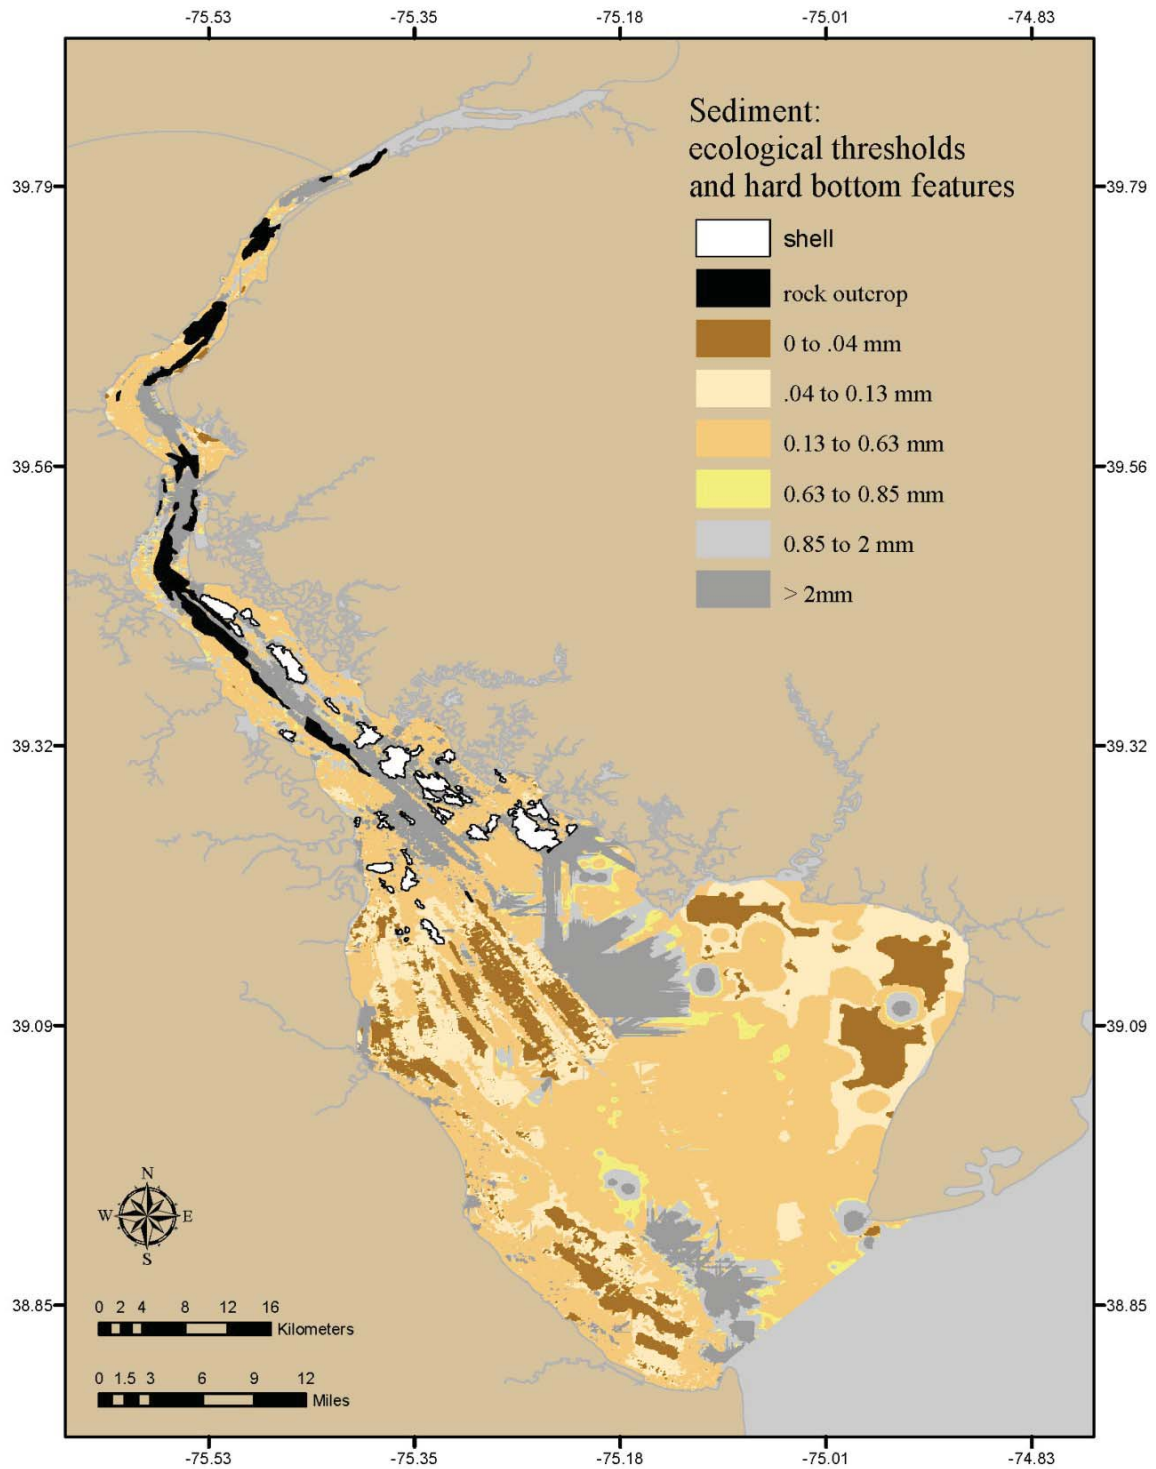 -75.53 -75.35 -75.18 -75.01 -74.83
Sediment:
ecological thresholds
and hard bottom features
shell
rock outcrop
0 to .04 mm
.04 to 0.13 mm
0.13 to 0.63 mm
0.63 to 0.85 mm
0.85 to 2 mm
> 2mm
39.79 39.79
39.56 39.56
39.32 39.32
39.09 39.09
N
W E
S
38.85 38.85
0 2 4 8 12 16
Kilometers
0 1.5 3 6 9 12
Miles
-75.53 -75.35 -75.18 -75.01 -74.83